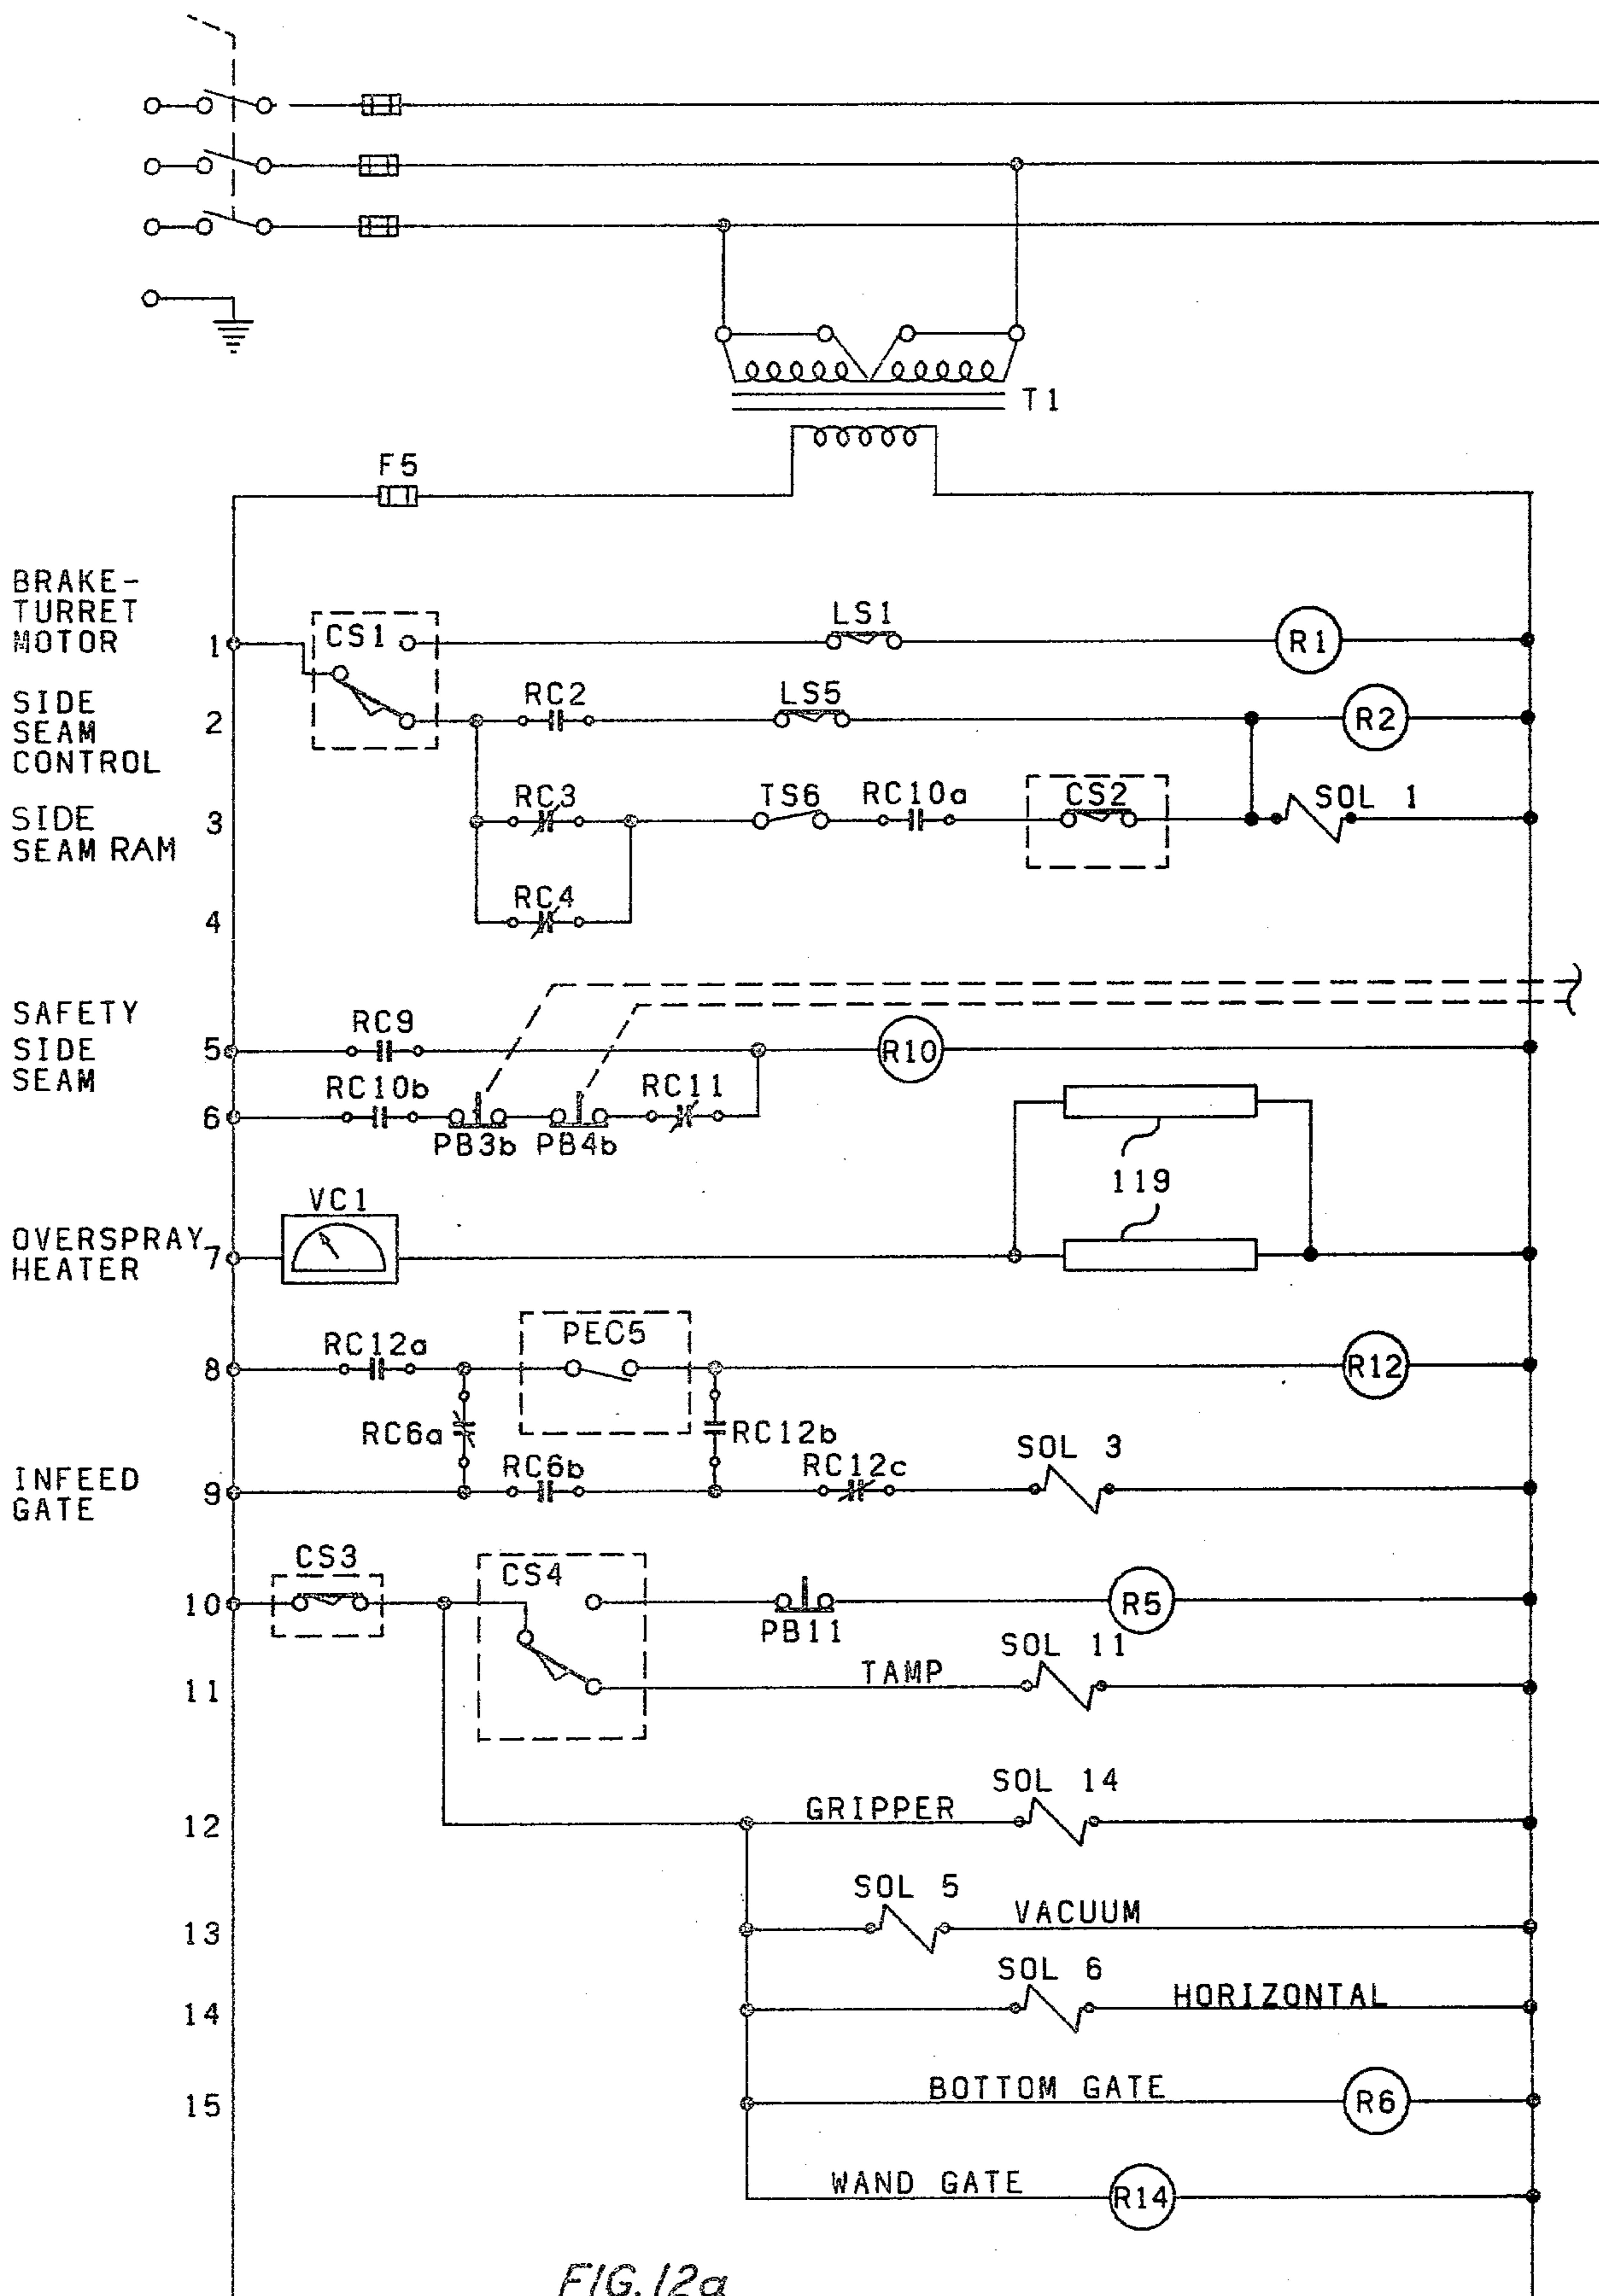 T1
F5
BRAKE-
TURRET
MOTOR
1
CS1
LS1
R1
SIDE
SEAM
CONTROL
2
RC2
LS5
R2
SIDE
SEAM RAM
3
RC3
TS6
RC10a
CS2
SOL 1
4
RC4
SAFETY
SIDE
SEAM
5
RC9
R10
6
RC10b
PB3b
PB4b
RC11
119
OVERSPRAY
HEATER
7
VC1
8
RC12a
PEC5
R12
RC6a
RC12b
INFEED
GATE
9
RC6b
RC12c
SOL 3
10
CS3
CS4
PB11
R5
11
TAMP
SOL 11
12
GRIPPER
SOL 14
13
SOL 5
VACUUM
14
SOL 6
HORIZONTAL
15
BOTTOM GATE
R6
WAND GATE
R14
FIG. 12a